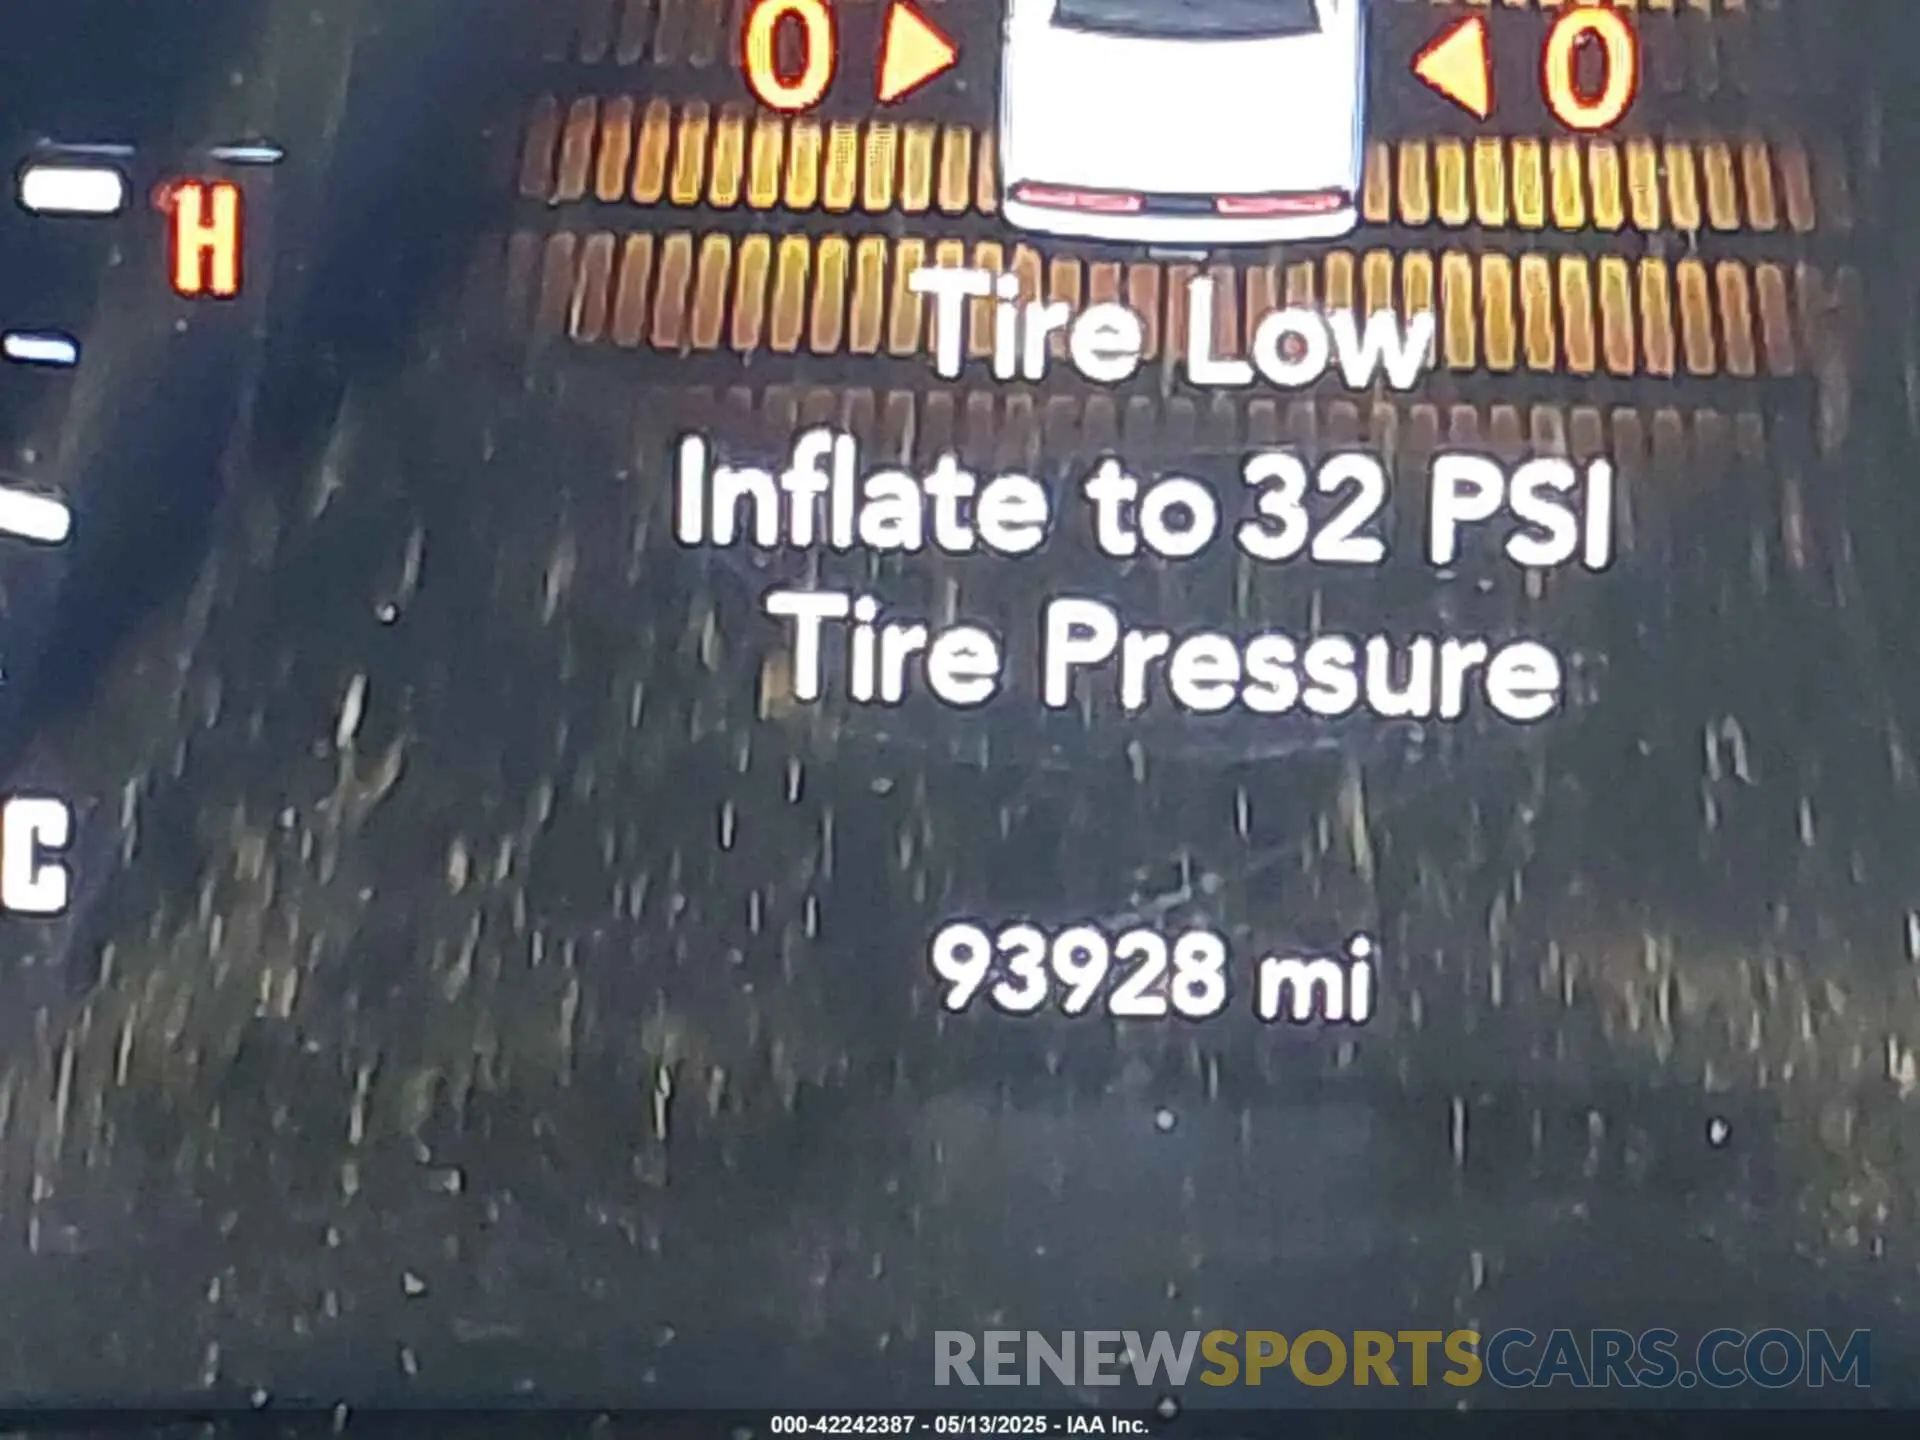 0 0
H
Tire Low
Inflate to 32 PSI
Tire Pressure
C
93928 mi
RENEWSPORTSCARS.COM
000-42242387 - 05/13/2025 - IAA Inc.